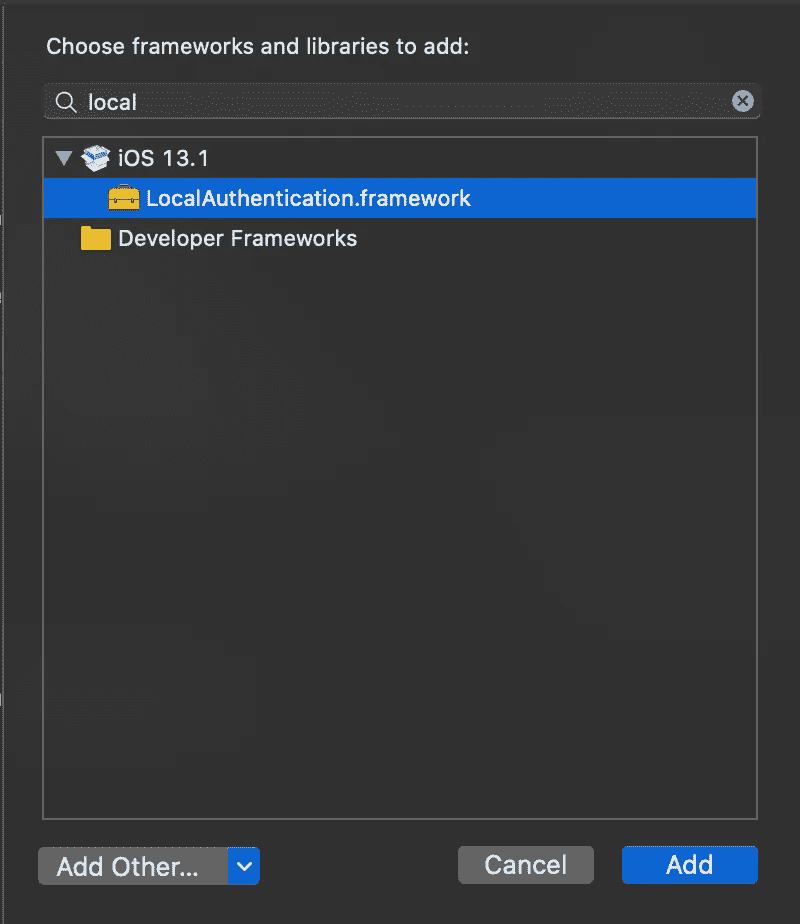 Choose frameworks and libraries to add:
local
iOS 13.1
LocalAuthentication.framework
Developer Frameworks
Add Other...
Cancel
Add